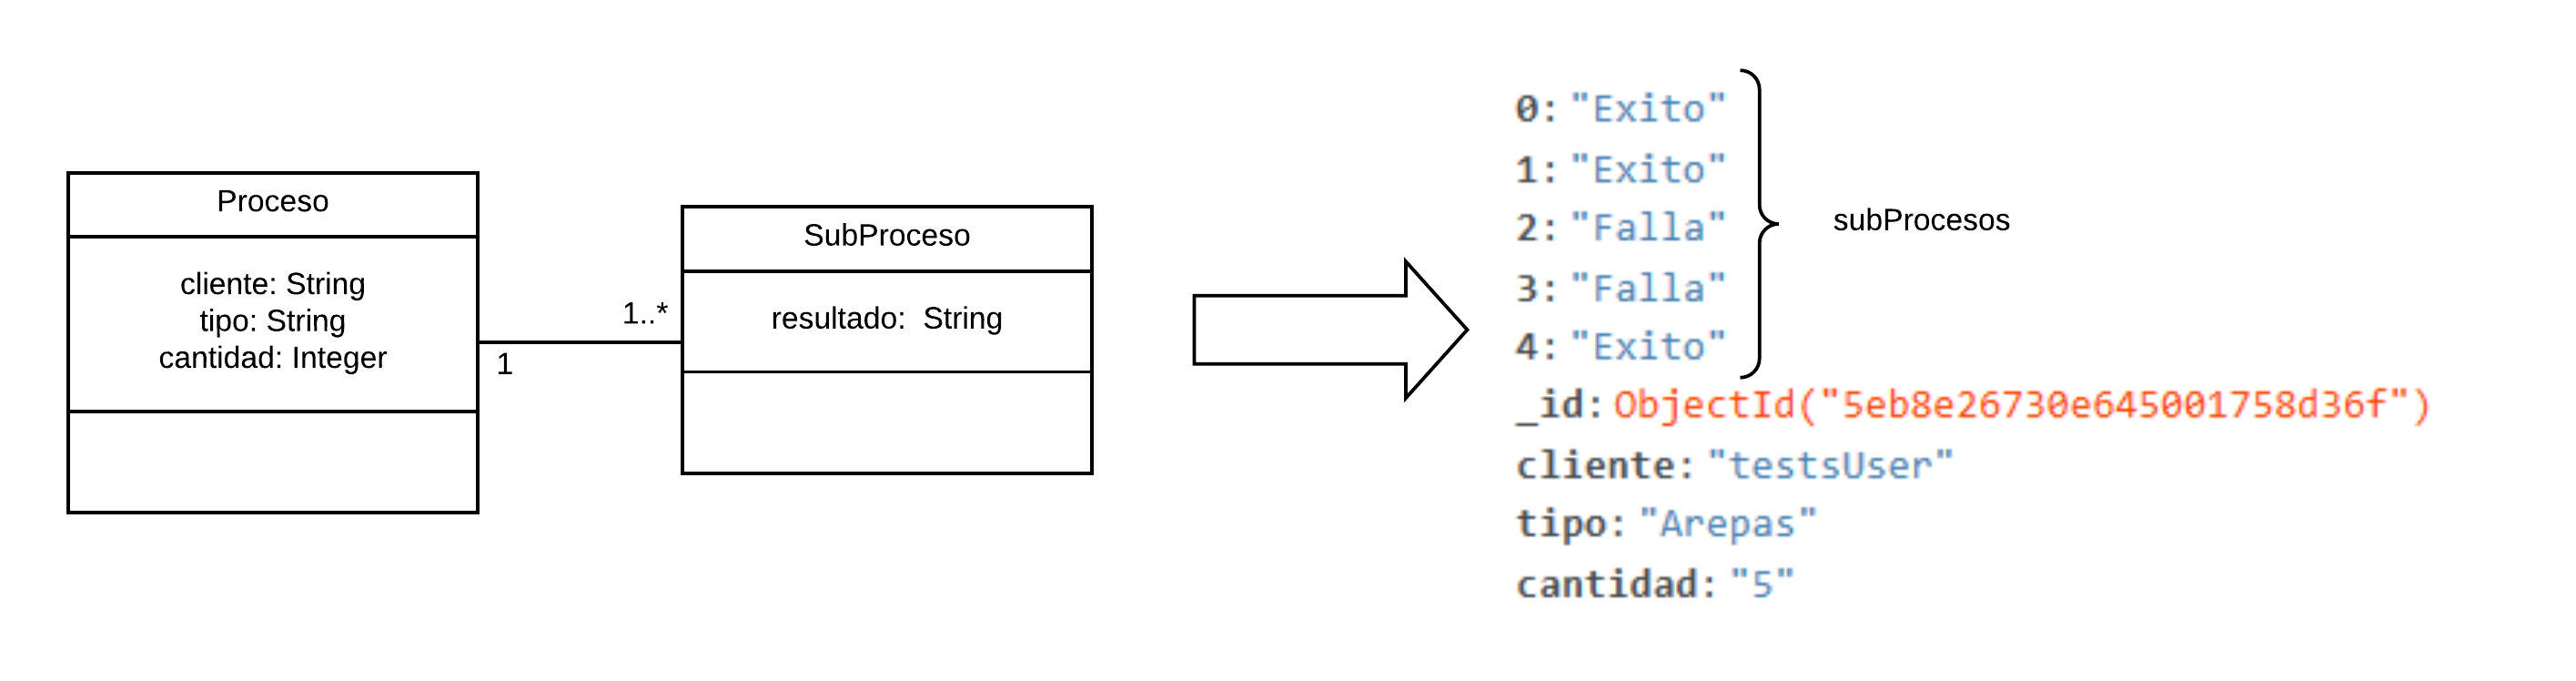 Proceso
cliente: String
tipo: String
cantidad: Integer
1
1..*
SubProceso
resultado: String
0: "Exito"
1: "Exito"
2: "Falla"
3: "Falla"
4: "Exito"
subProcesos
_id: ObjectId("5eb8e26730e645001758d36f")
cliente: "testsUser"
tipo: "Arepas"
cantidad: "5"